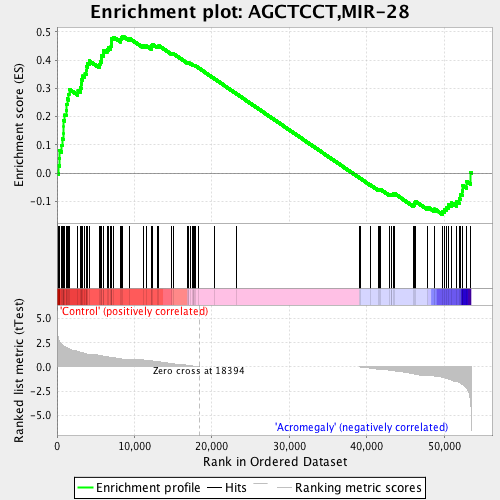 Enrichment plot: AGCTCCT,MIR-28
Enrichment score (ES)
0.5
0.4
0.3
0.2
0.1
0.0
-0.1
'Control' (positively correlated)
Ranked list metric (tTest)
5.0
2.5
0.0
-2.5
-5.0
Zero cross at 18394
'Acromegaly' (negatively correlated)
0 10,000 20,000 30,000 40,000 50,000
Rank in Ordered Dataset
Enrichment profile Hits Ranking metric scores